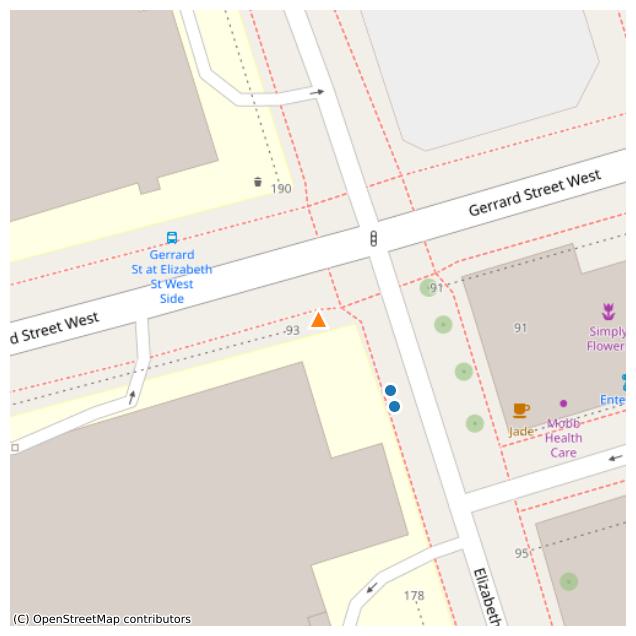 190
Gerrard Street West
Gerrard
St at Elizabeth
St West
Side
91
d Street West
93
91
Simply
Flower
Ente
Jade
Mobb
Health
Care
95
Elizabeth
178
(C) OpenStreetMap contributors